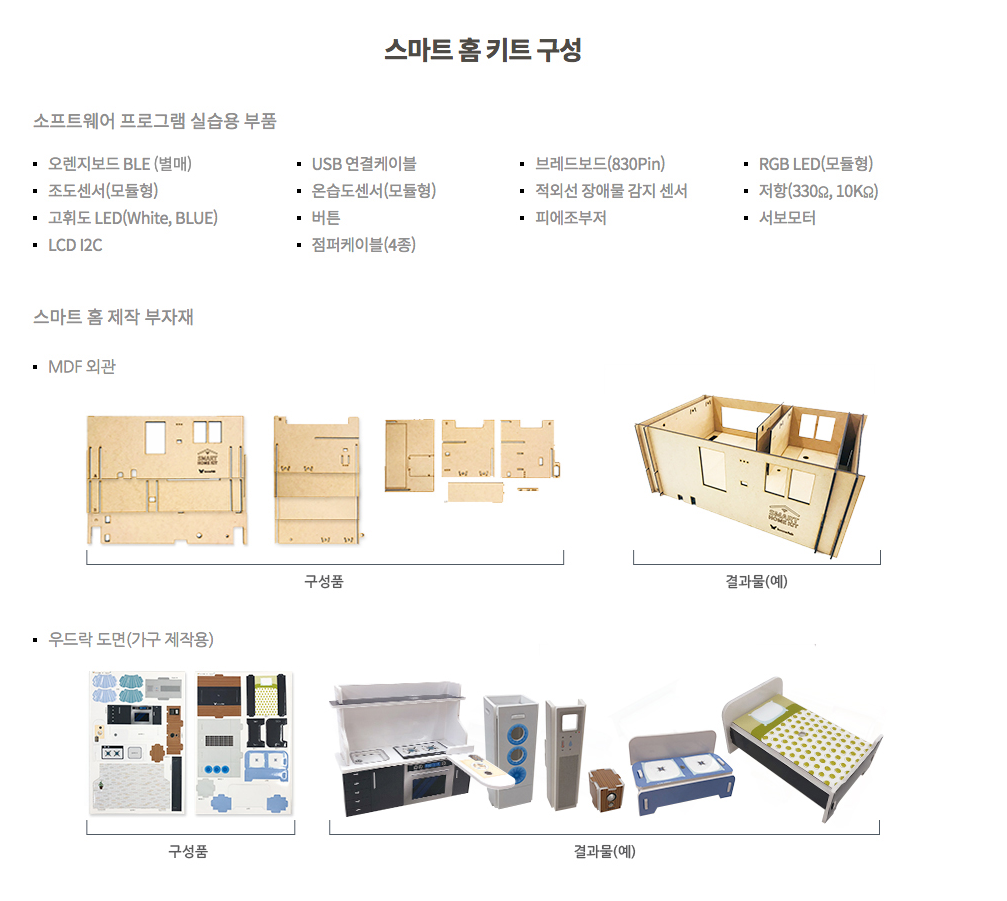 스마트 홈 키트 구성
소프트웨어 프로그램 실습용 부품
오렌지보드 BLE (별매)
USB 연결케이블
브레드보드(830Pin)
RGB LED(모듈형)
조도센서(모듈형)
온습도센서(모듈형)
적외선 장애물 감지 센서
저항(330Ω, 10KΩ)
고휘도 LED(White, BLUE)
버튼
피에조부저
서보모터
LCD I2C
점퍼케이블(4종)
스마트 홈 제작 부자재
MDF 외관
SMART
HOME KIT
SMART
HOME KIT
구성품
결과물(예)
우드락 도면(가구 제작용)
구성품
결과물(예)